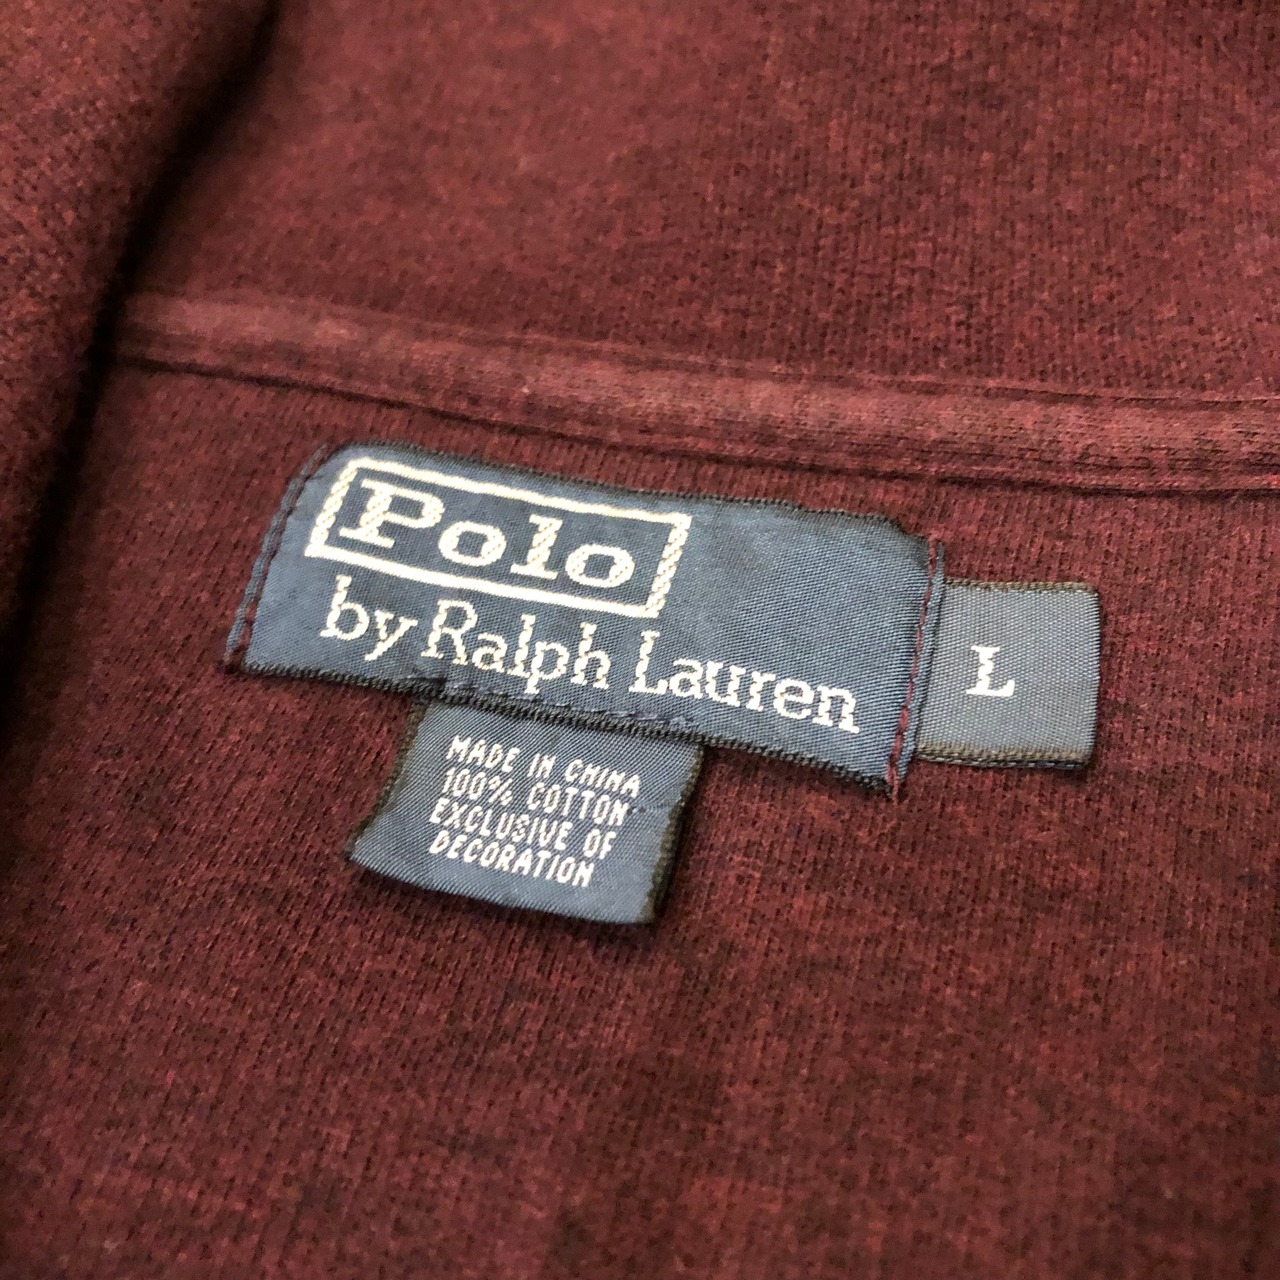 Polo
by Ralph Lauren
L
MADE IN CHINA
100% COTTON
EXCLUSIVE OF
DECORATION